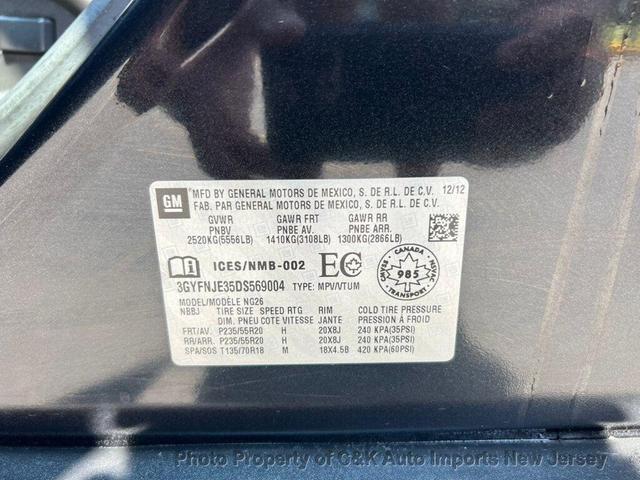 GM MFD BY GENERAL MOTORS DE MEXICO, S. DE R.L. DE C.V. 12/12
FAB. PAR GENERAL MOTORS DE MEXICO, S. DE R.L. DE C.V.
GVWR GAWR FRT GAWR RR
PNBV PNBE AV. PNBE ARR.
2520KG(5556LB) 1410KG(3108LB) 1300KG(2866LB)
ICES/NMB-002 EC CANADA 985 TRANSPORT
3GYFNJE35DS569004 TYPE: MPV/VTUM
MODEL/MODÈLE NG26
NBBJ TIRE SIZE SPEED RTG RIM COLD TIRE PRESSURE
DIM. PNEU COTE VITESSE JANTE PRESSION À FROID
FRT/AV. P235/55R20 H 20X8J 240 KPA(35PSI)
RR/ARR. P235/55R20 H 20X8J 240 KPA(35PSI)
SPA/SOS T135/70R18 M 18X4.5B 420 KPA(60PSI)
Photo Property of C&K Auto Imports New Jersey